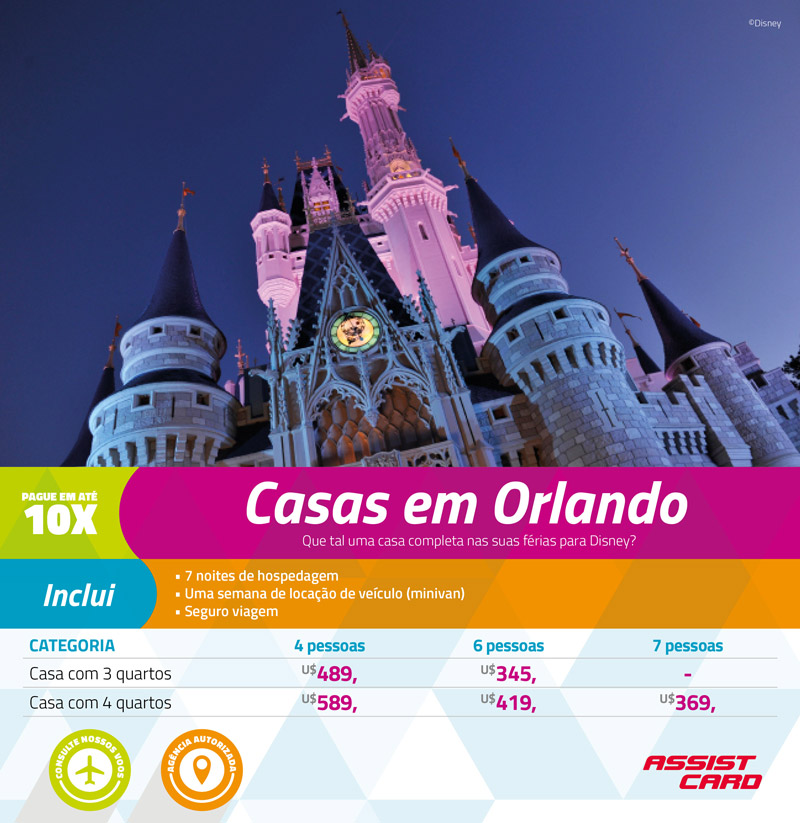 ©Disney
PAGUE EM ATÉ
10X
Casas em Orlando
Que tal uma casa completa nas suas férias para Disney?
Inclui
• 7 noites de hospedagem
• Uma semana de locação de veículo (minivan)
• Seguro viagem
CATEGORIA 4 pessoas 6 pessoas 7 pessoas
Casa com 3 quartos U$489, U$345, -
Casa com 4 quartos U$589, U$419, U$369,
CONSULTE NOSSOS VOOS
AGÊNCIA AUTORIZADA
ASSIST
CARD